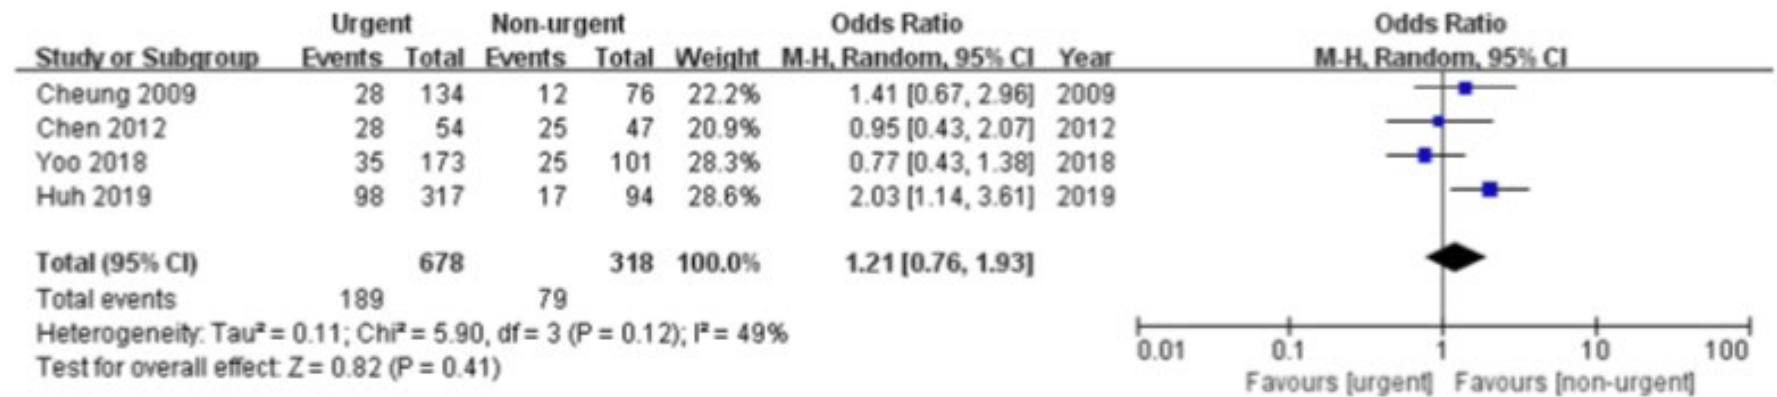 Urgent Non-urgent Odds Ratio Odds Ratio
Study or Subgroup Events Total Events Total Weight M-H, Random, 95% CI Year M-H, Random, 95% CI
Cheung 2009 28 134 12 76 22.2% 1.41 [0.67, 2.96] 2009
Chen 2012 28 54 25 47 20.9% 0.95 [0.43, 2.07] 2012
Yoo 2018 35 173 25 101 28.3% 0.77 [0.43, 1.38] 2018
Huh 2019 98 317 17 94 28.6% 2.03 [1.14, 3.61] 2019
Total (95% CI) 678 318 100.0% 1.21 [0.76, 1.93]
Total events 189 79
Heterogeneity: Tau² = 0.11; Chi² = 5.90, df = 3 (P = 0.12); I² = 49%
Test for overall effect: Z = 0.82 (P = 0.41)
0.01 0.1 1 10 100
Favours [urgent] Favours [non-urgent]